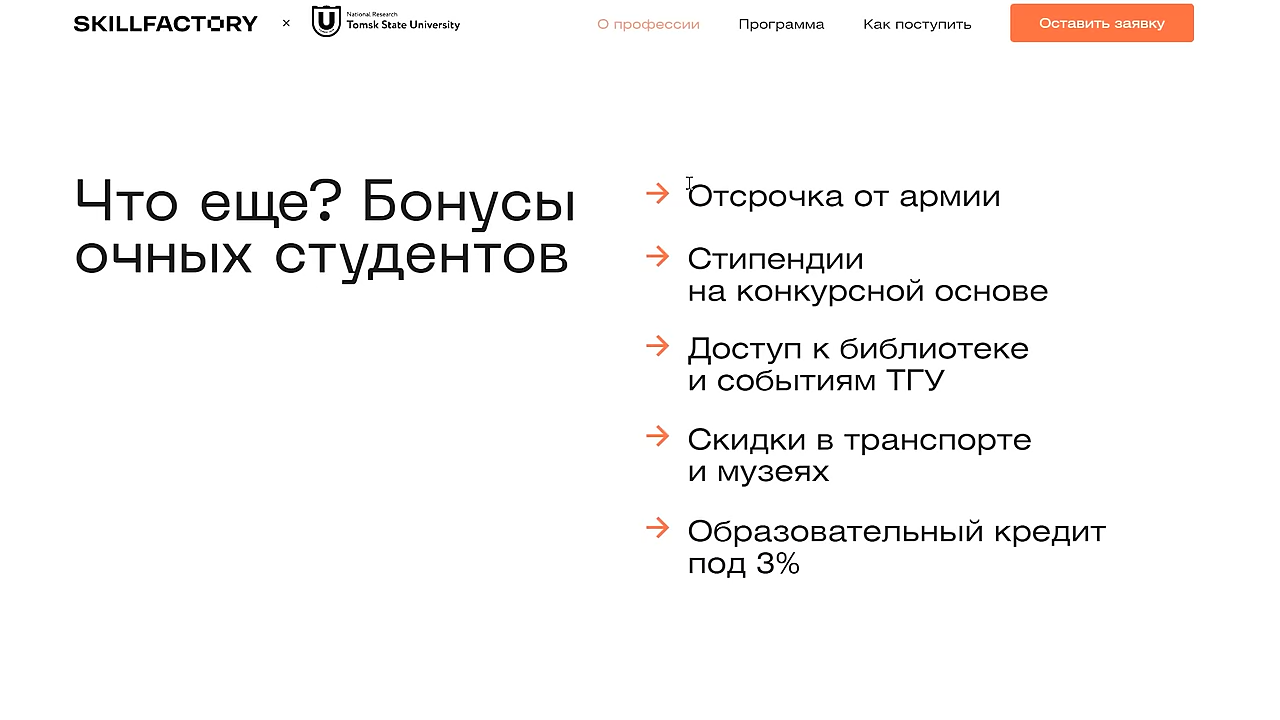 SKILLFACTORY × National Research
Tomsk State University
О профессии Программа Как поступить Оставить заявку
Что еще? Бонусы
очных студентов
→ Отсрочка от армии
→ Стипендии
на конкурсной основе
→ Доступ к библиотеке
и событиям ТГУ
→ Скидки в транспорте
и музеях
→ Образовательный кредит
под 3%